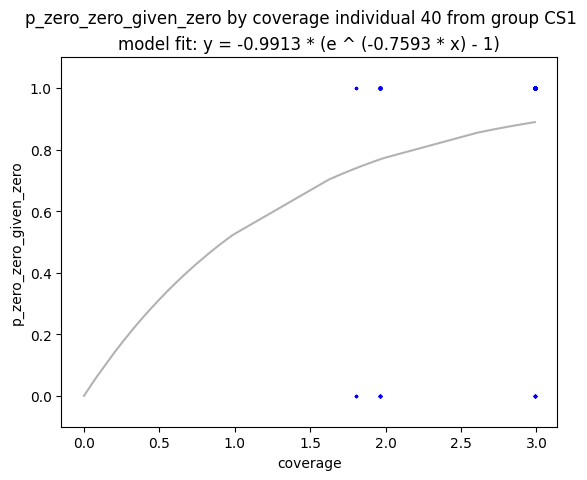 p_zero_zero_given_zero by coverage individual 40 from group CS1
model fit: y = -0.9913 * (e ^ (-0.7593 * x) - 1)
1.0
0.8
0.6
0.4
0.2
0.0
p_zero_zero_given_zero
0.0 0.5 1.0 1.5 2.0 2.5 3.0
coverage